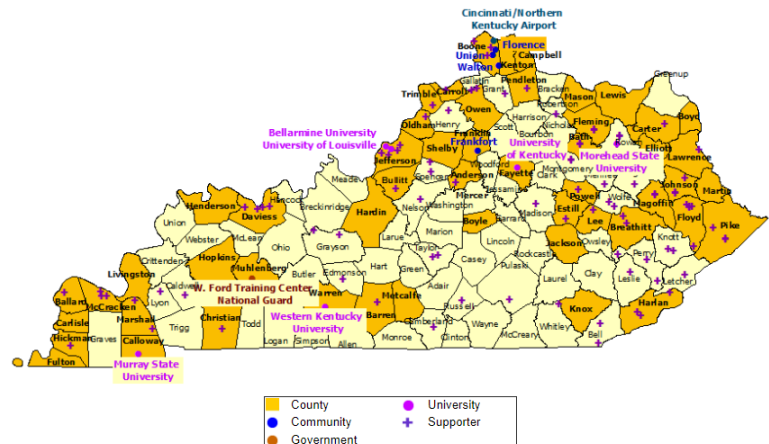 Cincinnati/Northern
Kentucky Airport
Boone
Florence
Union
Campbell
Walton
Kenton
Gallatin
Grant
Pendleton
Bracken
Greenup
Trimble
Carroll
Owen
Robertson
Mason
Lewis
Harrison
Henry
Oldham
Scott
Nicholas
Fleming
Boyd
Carter
Bourbon
Bath
Rowan
Elliott
Bellarmine University
University of Louisville
Franklin
Frankfort
University
of Kentucky
Morehead State
University
Lawrence
Jefferson
Shelby
Woodford
Fayette
Clark
Montgomery
Spencer
Anderson
Jessamine
Bullitt
Meade
Mercer
Powell
Wolfe
Johnson
Martin
Magoffin
Nelson
Washington
Madison
Estill
Lee
Floyd
Henderson
Hancock
Daviess
Breckinridge
Hardin
Boyle
Garrard
Breathitt
Pike
Union
Webster
McLean
Ohio
Grayson
Larue
Marion
Lincoln
Jackson
Owsley
Perry
Knott
Crittenden
Hopkins
Muhlenberg
Butler
Edmonson
Hart
Taylor
Green
Casey
Rockcastle
Pulaski
Laurel
Clay
Leslie
Letcher
Livingston
Ballard
McCracken
Lyon
Caldwell
W. Ford Training Center
National Guard
Warren
Metcalfe
Adair
Russell
Harlan
Carlisle
Marshall
Christian
Western Kentucky
University
Barren
Cumberland
Knox
Hickman
Graves
Calloway
Trigg
Todd
Logan
Simpson
Allen
Monroe
Clinton
Wayne
McCreary
Whitley
Bell
Fulton
Murray State
University
County
University
Community
Supporter
Government